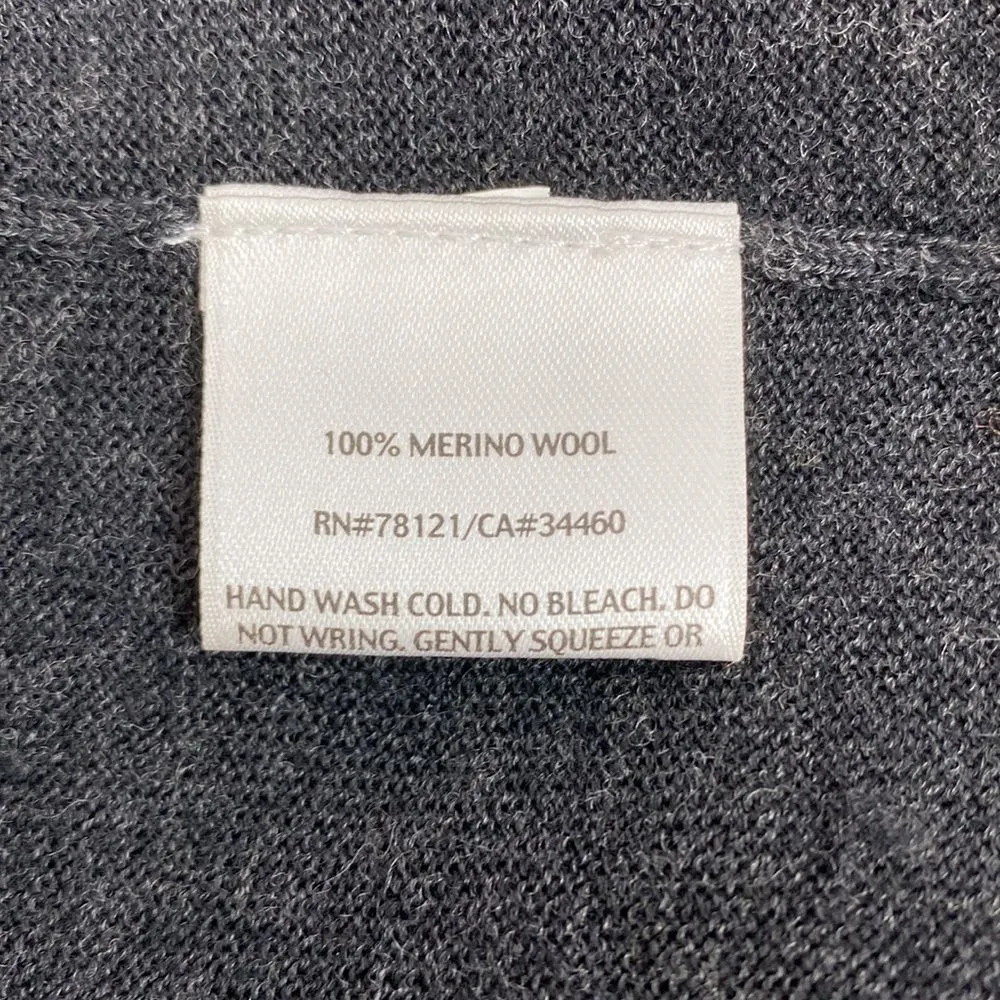 100% MERINO WOOL
RN#78121/CA#34460
HAND WASH COLD. NO BLEACH. DO
NOT WRING. GENTLY SQUEEZE OR